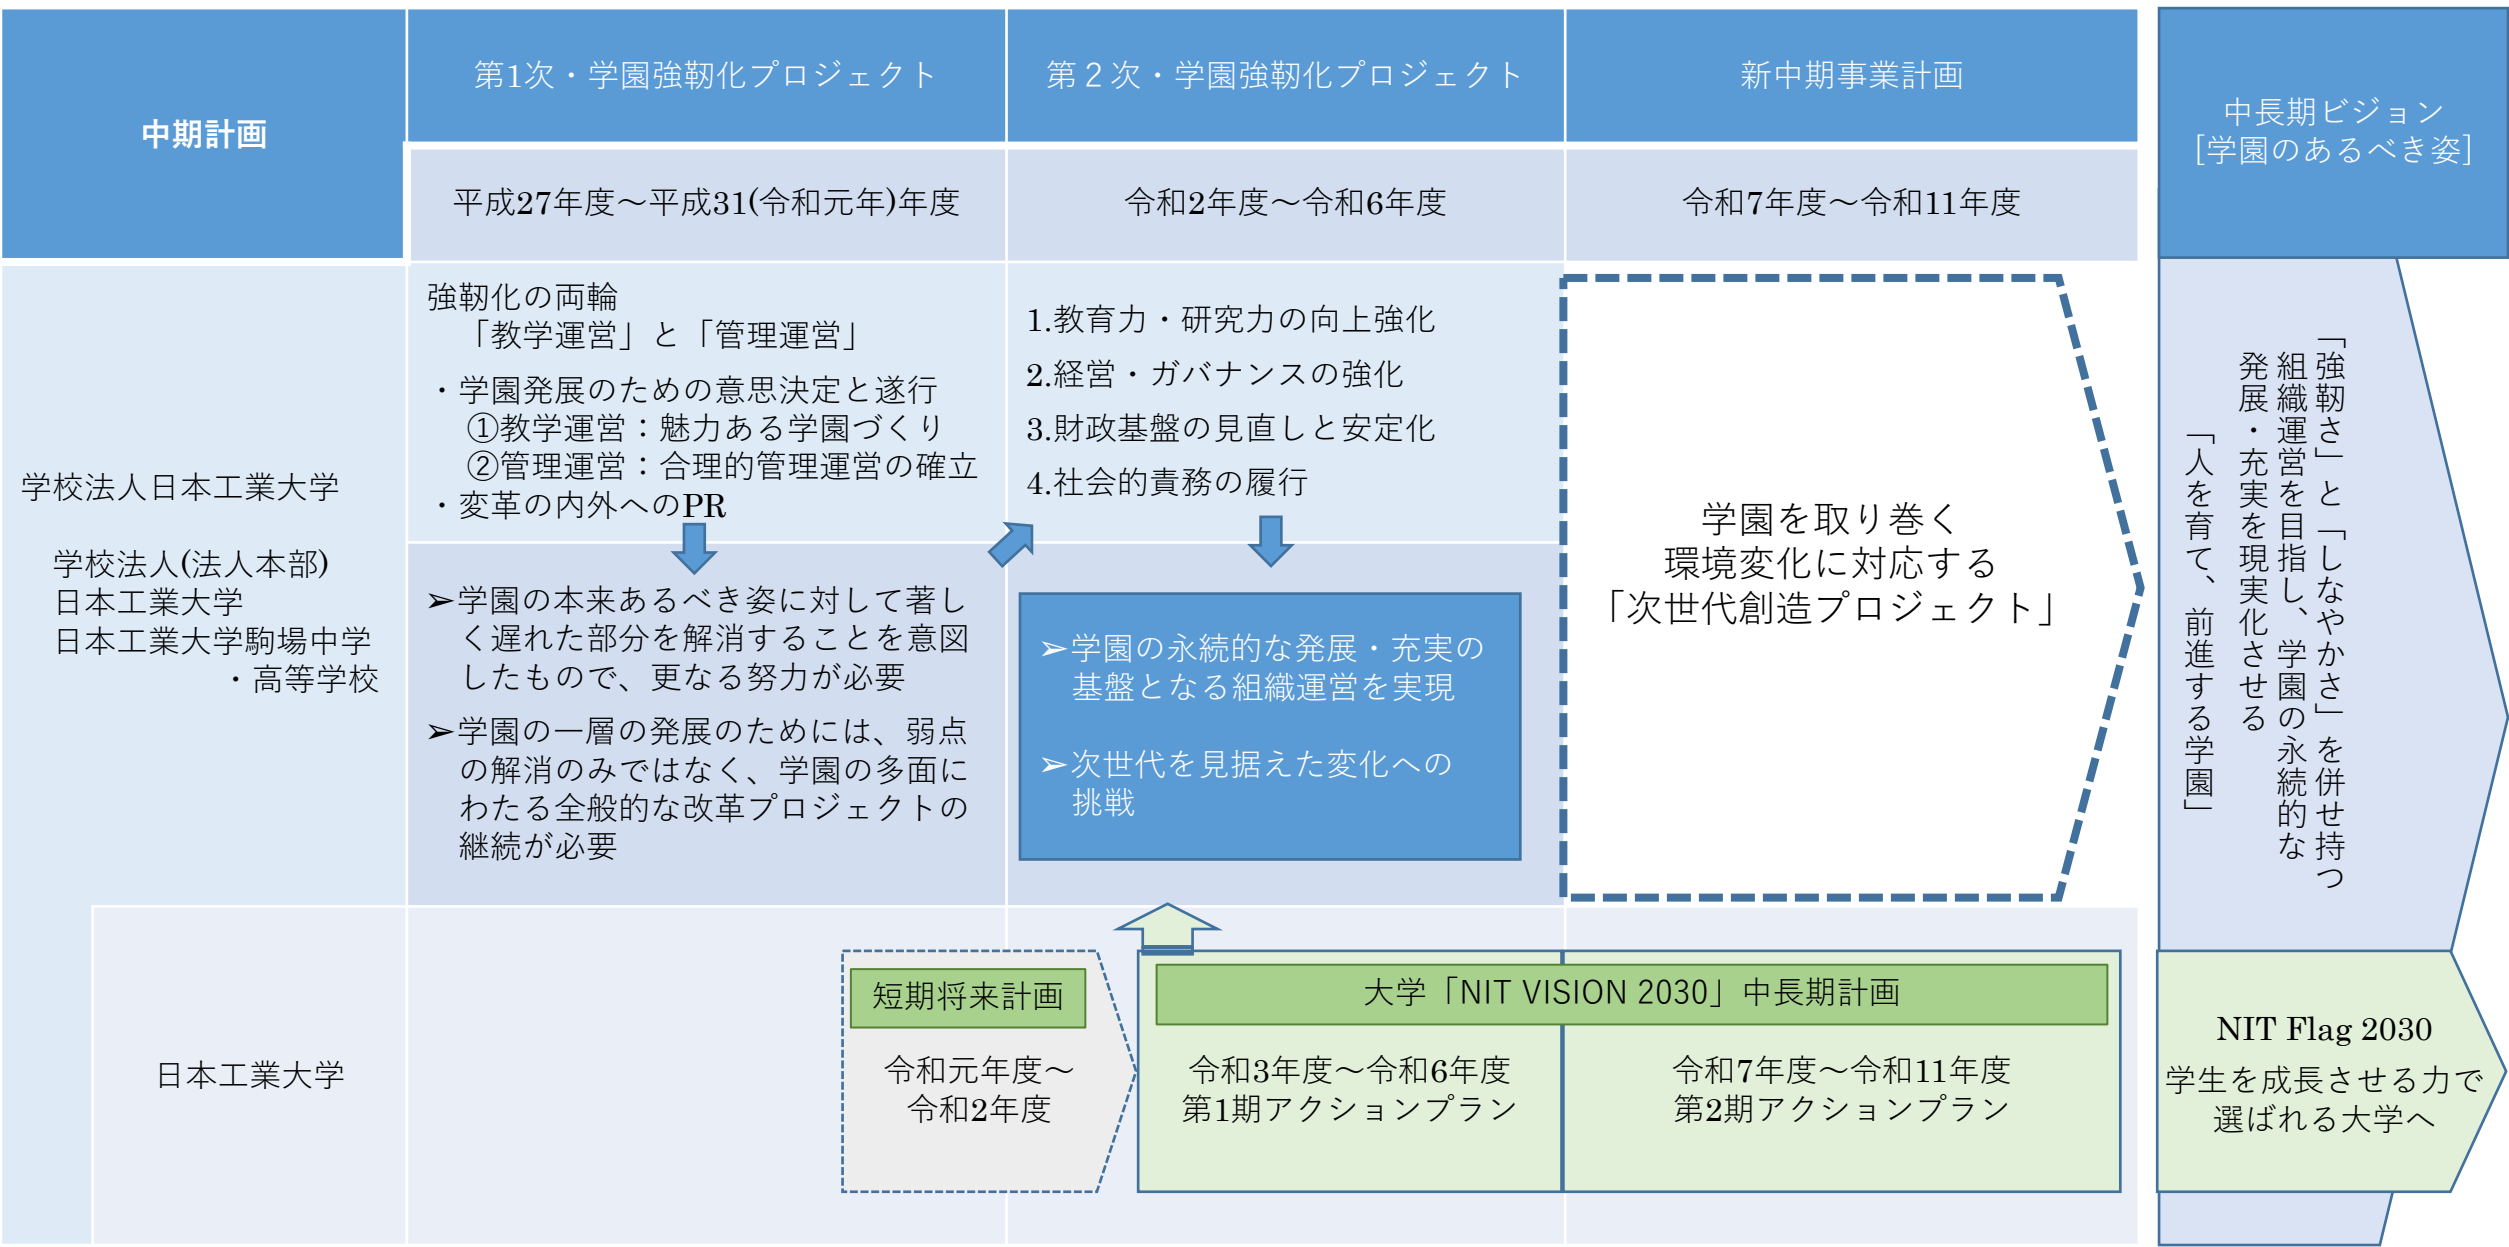 中期計画
第1次・学園強靭化プロジェクト
第２次・学園強靭化プロジェクト
新中期事業計画
中長期ビジョン
[学園のあるべき姿]
平成27年度～平成31(令和元年)年度
令和2年度～令和6年度
令和7年度～令和11年度
学校法人日本工業大学
学校法人(法人本部)
日本工業大学
日本工業大学駒場中学
・高等学校
強靭化の両輪
「教学運営」と「管理運営」
・学園発展のための意思決定と遂行
①教学運営：魅力ある学園づくり
②管理運営：合理的管理運営の確立
・変革の内外へのPR
➢学園の本来あるべき姿に対して著し
く遅れた部分を解消することを意図
したもので、更なる努力が必要
➢学園の一層の発展のためには、弱点
の解消のみではなく、学園の多面に
わたる全般的な改革プロジェクトの
継続が必要
1.教育力・研究力の向上強化
2.経営・ガバナンスの強化
3.財政基盤の見直しと安定化
4.社会的責務の履行
➢学園の永続的な発展・充実の
基盤となる組織運営を実現
➢次世代を見据えた変化への
挑戦
学園を取り巻く
環境変化に対応する
「次世代創造プロジェクト」
「強靭さ」と「しなやかさ」を併せ持つ
組織運営を目指し、学園の永続的な
発展・充実を現実化させる
「人を育て、前進する学園」
日本工業大学
短期将来計画
令和元年度～
令和2年度
大学「NIT VISION 2030」中長期計画
令和3年度～令和6年度
第1期アクションプラン
令和7年度～令和11年度
第2期アクションプラン
NIT Flag 2030
学生を成長させる力で
選ばれる大学へ